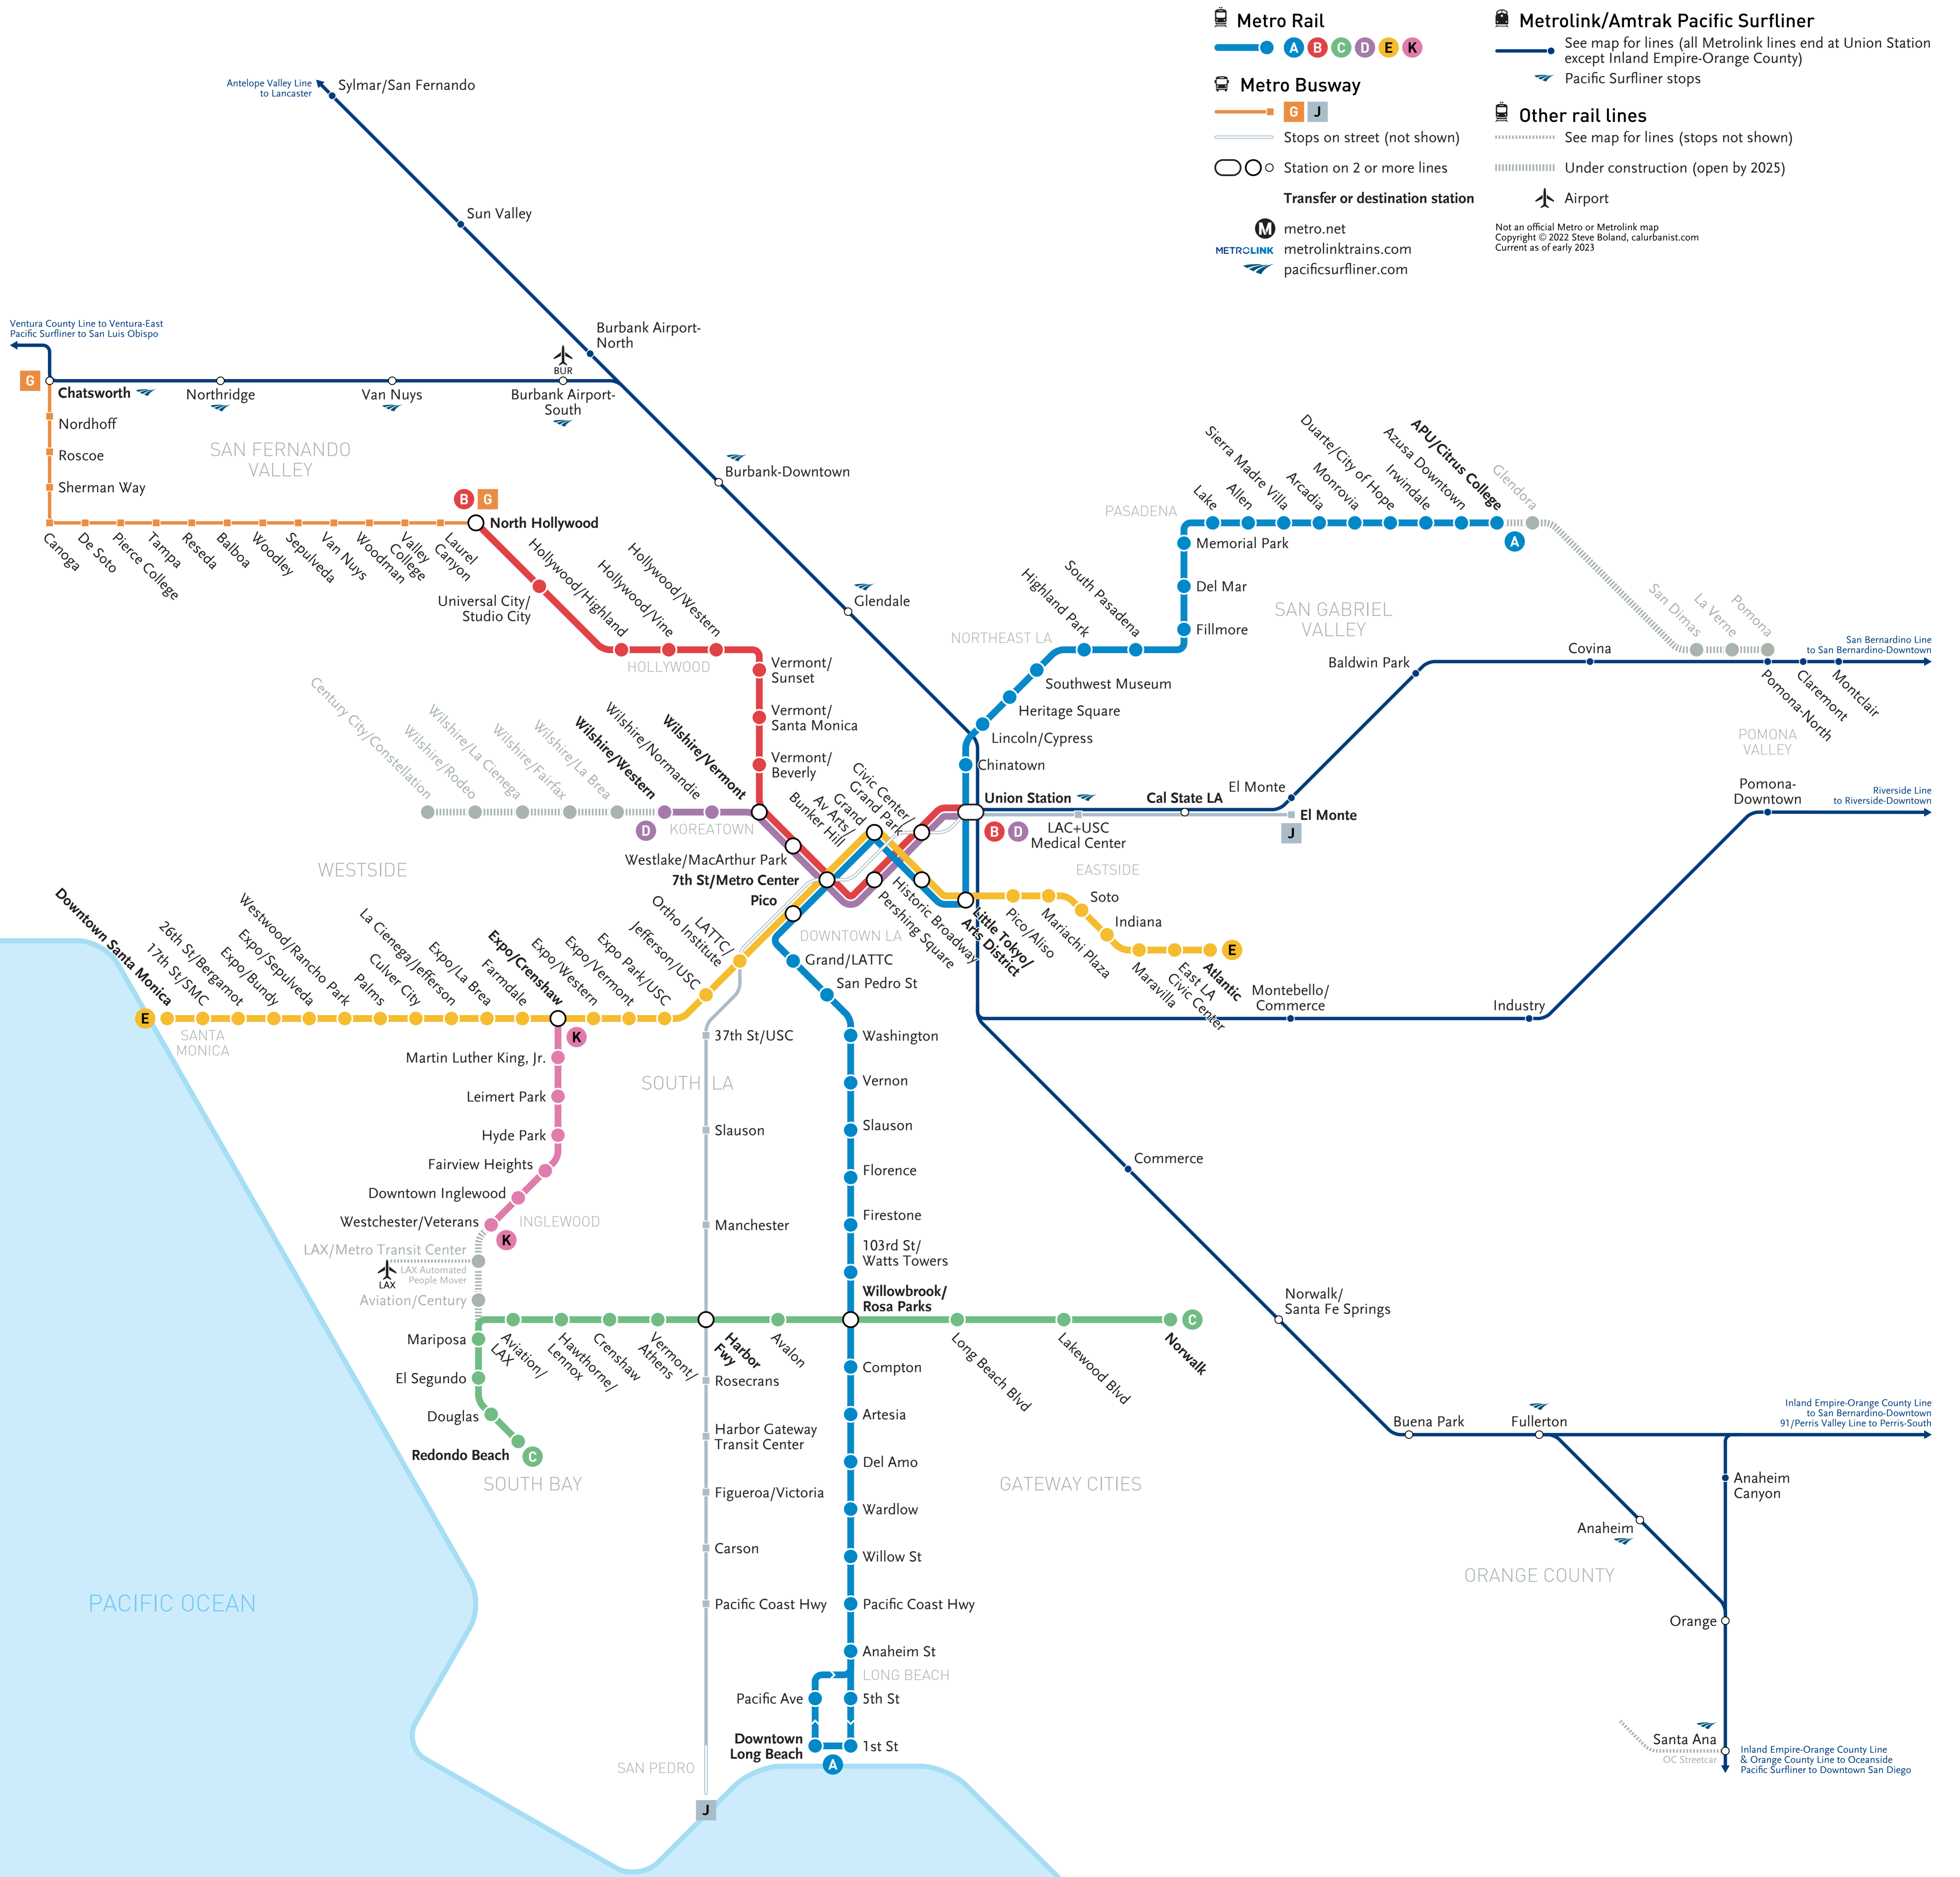 Metro Rail
A B C D E K
Metro Busway
G J
Stops on street (not shown)
Station on 2 or more lines
Transfer or destination station
M metro.net
METROLINK metrolinktrains.com
pacificsurfliner.com
Metrolink/Amtrak Pacific Surfliner
See map for lines (all Metrolink lines end at Union Station
except Inland Empire-Orange County)
Pacific Surfliner stops
Other rail lines
See map for lines (stops not shown)
Under construction (open by 2025)
Airport
Not an official Metro or Metrolink map
Copyright © 2022 Steve Boland, calurbanist.com
Current as of early 2023
Antelope Valley Line
to Lancaster
Sylmar/San Fernando
Sun Valley
Burbank Airport-
North
Ventura County Line to Ventura-East
Pacific Surfliner to San Luis Obispo
G
Chatsworth
Northridge
Van Nuys
BUR
Burbank Airport-
South
Nordhoff
Roscoe
Sherman Way
SAN FERNANDO
VALLEY
Burbank-Downtown
Glendale
B G
North Hollywood
Canoga
De Soto
Pierce College
Tampa
Reseda
Balboa
Woodley
Sepulveda
Van Nuys
Woodman
Valley
College
Laurel
Canyon
Universal City/
Studio City
Hollywood/Highland
Hollywood/Vine
Hollywood/Western
HOLLYWOOD
Vermont/
Sunset
Vermont/
Santa Monica
Vermont/
Beverly
PASADENA
Lake
Allen
Sierra Madre Villa
Arcadia
Monrovia
Duarte/City of Hope
Irwindale
Azusa Downtown
APU/Citrus College
A
Glendora
San Dimas
La Verne
Pomona
Memorial Park
Del Mar
Fillmore
SAN GABRIEL
VALLEY
Highland Park
South Pasadena
NORTHEAST LA
Southwest Museum
Heritage Square
Lincoln/Cypress
Chinatown
Baldwin Park
Covina
San Bernardino Line
to San Bernardino-Downtown
Pomona-North
Claremont
Montclair
POMONA
VALLEY
Pomona-
Downtown
Riverside Line
to Riverside-Downtown
Century City/Constellation
Wilshire/Rodeo
Wilshire/La Cienega
Wilshire/Fairfax
Wilshire/La Brea
Wilshire/Western
Wilshire/Normandie
Wilshire/Vermont
D
KOREATOWN
Westlake/MacArthur Park
7th St/Metro Center
Pico
Grand
Av Arts/
Bunker Hill
Civic Center/
Grand Park
Union Station
B D
LAC+USC
Medical Center
Cal State LA
El Monte
El Monte
J
EASTSIDE
WESTSIDE
Historic Broadway
Pershing Square
DOWNTOWN LA
Little Tokyo/
Arts District
Pico/Aliso
Mariachi Plaza
Soto
Indiana
Maravilla
East LA
Civic Center
Atlantic
E
Montebello/
Commerce
Industry
E
Downtown Santa Monica
17th St/SMC
26th St/Bergamot
Expo/Bundy
Expo/Sepulveda
Westwood/Rancho Park
Palms
Culver City
La Cienega/Jefferson
Expo/La Brea
Farmdale
Expo/Crenshaw
Expo/Western
Expo/Vermont
Expo Park/USC
Jefferson/USC
LATTC/
Ortho Institute
SANTA
MONICA
K
Martin Luther King, Jr.
Leimert Park
Hyde Park
Fairview Heights
Downtown Inglewood
Westchester/Veterans
K
INGLEWOOD
LAX/Metro Transit Center
LAX
LAX Automated
People Mover
Aviation/Century
Mariposa
El Segundo
Douglas
Redondo Beach
C
SOUTH BAY
Aviation/
LAX
Hawthorne/
Lennox
Crenshaw
Vermont/
Athens
Harbor
Fwy
Avalon
Willowbrook/
Rosa Parks
Long Beach Blvd
Lakewood Blvd
Norwalk
C
37th St/USC
SOUTH LA
Slauson
Manchester
Rosecrans
Harbor Gateway
Transit Center
Figueroa/Victoria
Carson
Pacific Coast Hwy
SAN PEDRO
J
Grand/LATTC
San Pedro St
Washington
Vernon
Slauson
Florence
Firestone
103rd St/
Watts Towers
Compton
Artesia
Del Amo
Wardlow
Willow St
Pacific Coast Hwy
Anaheim St
LONG BEACH
Pacific Ave
5th St
Downtown
Long Beach
1st St
A
GATEWAY CITIES
PACIFIC OCEAN
Commerce
Norwalk/
Santa Fe Springs
Buena Park
Fullerton
Inland Empire-Orange County Line
to San Bernardino-Downtown
91/Perris Valley Line to Perris-South
Anaheim
Canyon
Anaheim
ORANGE COUNTY
Orange
Santa Ana
OC Streetcar
Inland Empire-Orange County Line
& Orange County Line to Oceanside
Pacific Surfliner to Downtown San Diego